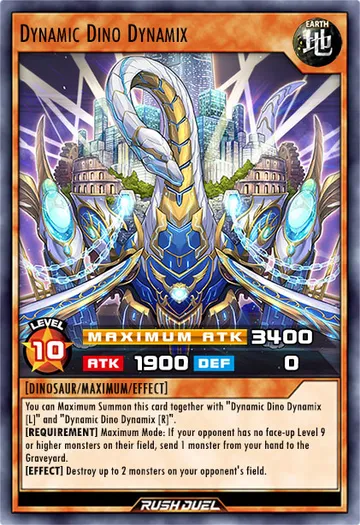 Dynamic Dino Dynamix
EARTH
地
LEVEL
10
MAXIMUM ATK 3400
ATK 1900 DEF 0
[DINOSAUR/MAXIMUM/EFFECT]
You can Maximum Summon this card together with "Dynamic Dino Dynamix
[L]" and "Dynamic Dino Dynamix [R]".
[REQUIREMENT] Maximum Mode: If your opponent has no face-up Level 9
or higher monsters on their field, send 1 monster from your hand to the
Graveyard.
[EFFECT] Destroy up to 2 monsters on your opponent's field.
RUSH DUEL